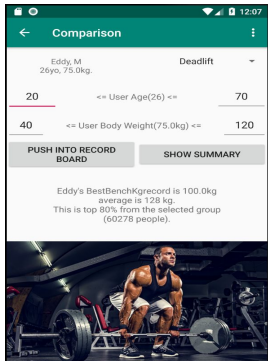 12:07
Comparison
Eddy, M
26yo, 75.0kg.
Deadlift
20 <= User Age(26) <= 70
40 <= User Body Weight(75.0kg) <= 120
PUSH INTO RECORD
BOARD
SHOW SUMMARY
Eddy's BestBenchKgrecord is 100.0kg
average is 128 kg.
This is top 80% from the selected group
(60278 people).